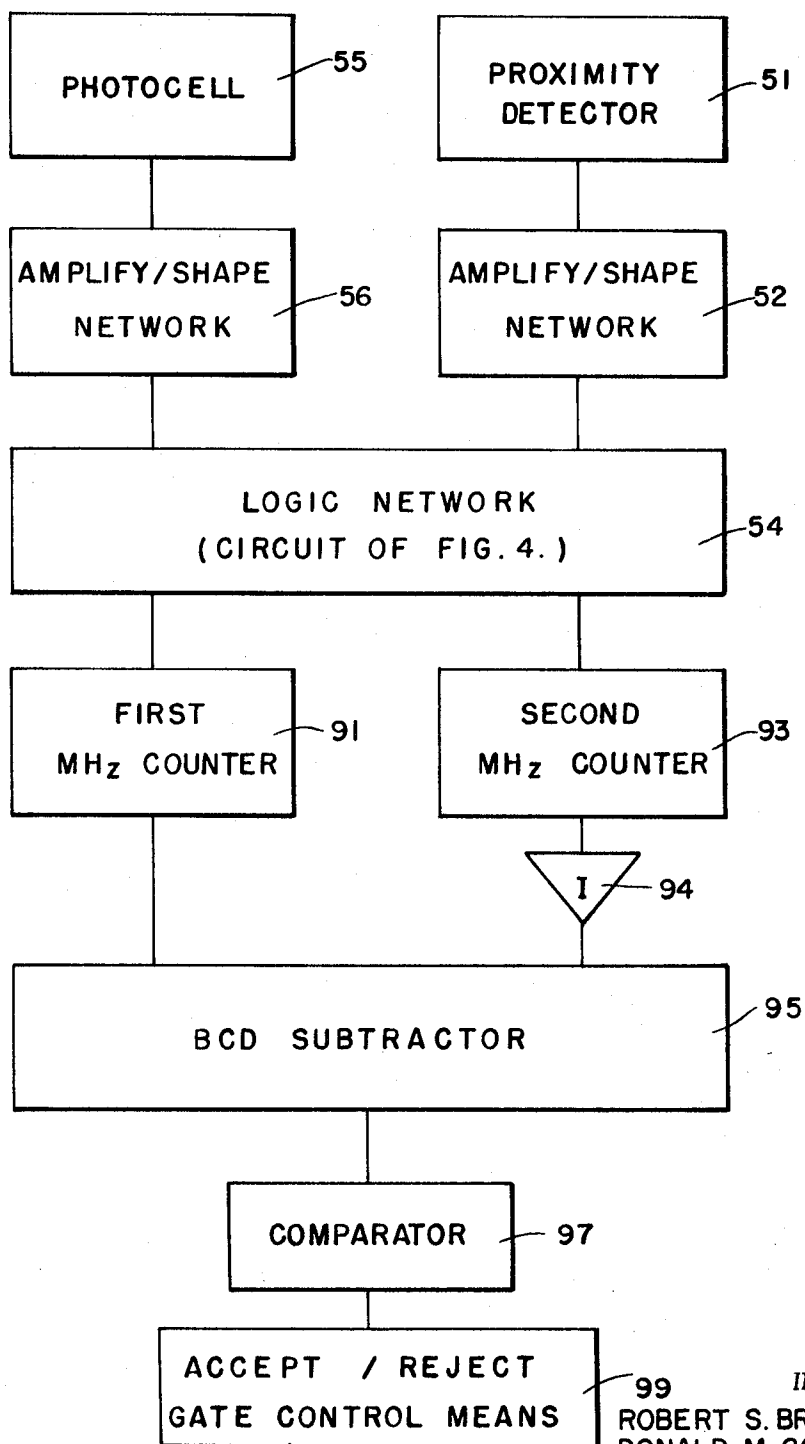 PHOTOCELL
55
PROXIMITY
DETECTOR
51
AMPLIFY/SHAPE
NETWORK
56
AMPLIFY/SHAPE
NETWORK
52
LOGIC NETWORK
(CIRCUIT OF FIG. 4.)
54
FIRST
MHz COUNTER
91
SECOND
MHz COUNTER
93
I
94
BCD SUBTRACTOR
95
COMPARATOR
97
ACCEPT / REJECT
GATE CONTROL MEANS
99
ROBERT S.